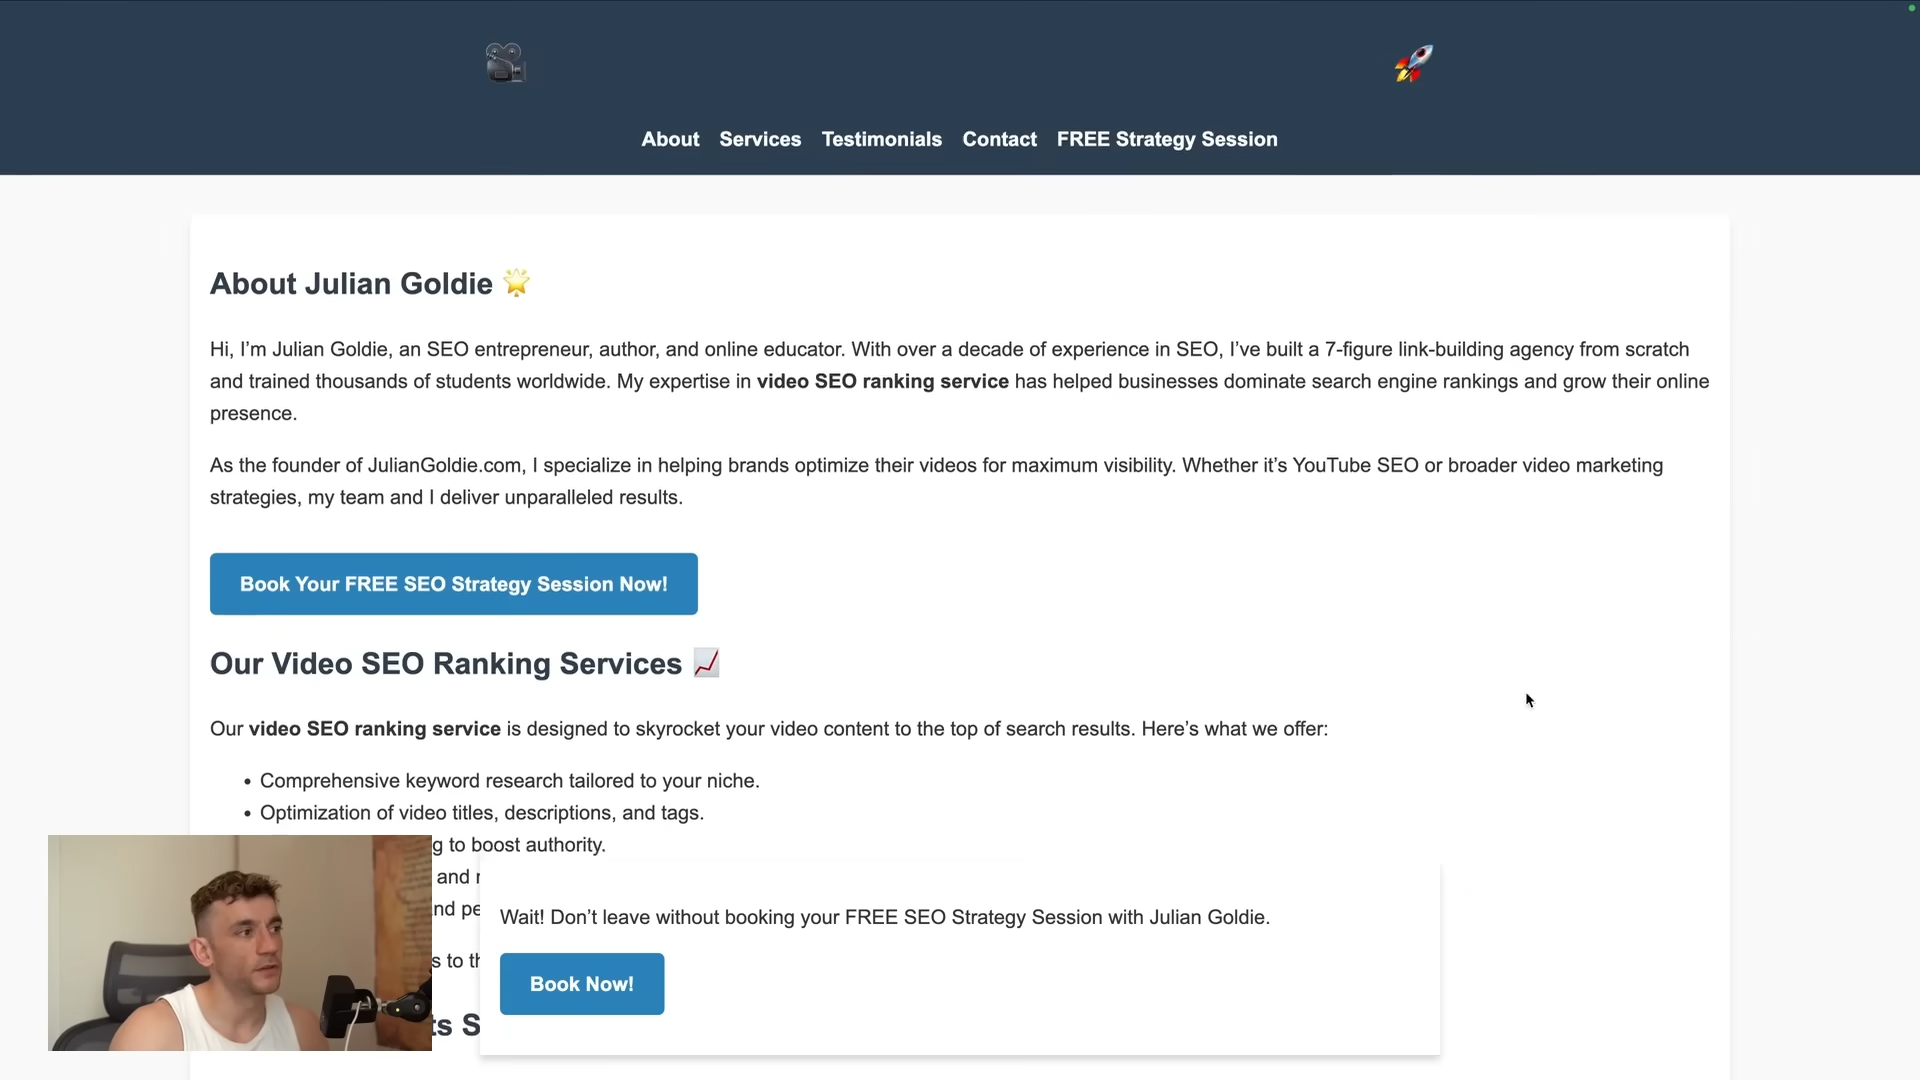 About Services Testimonials Contact FREE Strategy Session
About Julian Goldie
Hi, I’m Julian Goldie, an SEO entrepreneur, author, and online educator. With over a decade of experience in SEO, I’ve built a 7-figure link-building agency from scratch
and trained thousands of students worldwide. My expertise in video SEO ranking service has helped businesses dominate search engine rankings and grow their online
presence.
As the founder of JulianGoldie.com, I specialize in helping brands optimize their videos for maximum visibility. Whether it’s YouTube SEO or broader video marketing
strategies, my team and I deliver unparalleled results.
Book Your FREE SEO Strategy Session Now!
Our Video SEO Ranking Services
Our video SEO ranking service is designed to skyrocket your video content to the top of search results. Here’s what we offer:
• Comprehensive keyword research tailored to your niche.
• Optimization of video titles, descriptions, and tags.
to boost authority.
and
Wait! Don’t leave without booking your FREE SEO Strategy Session with Julian Goldie.
Book Now!